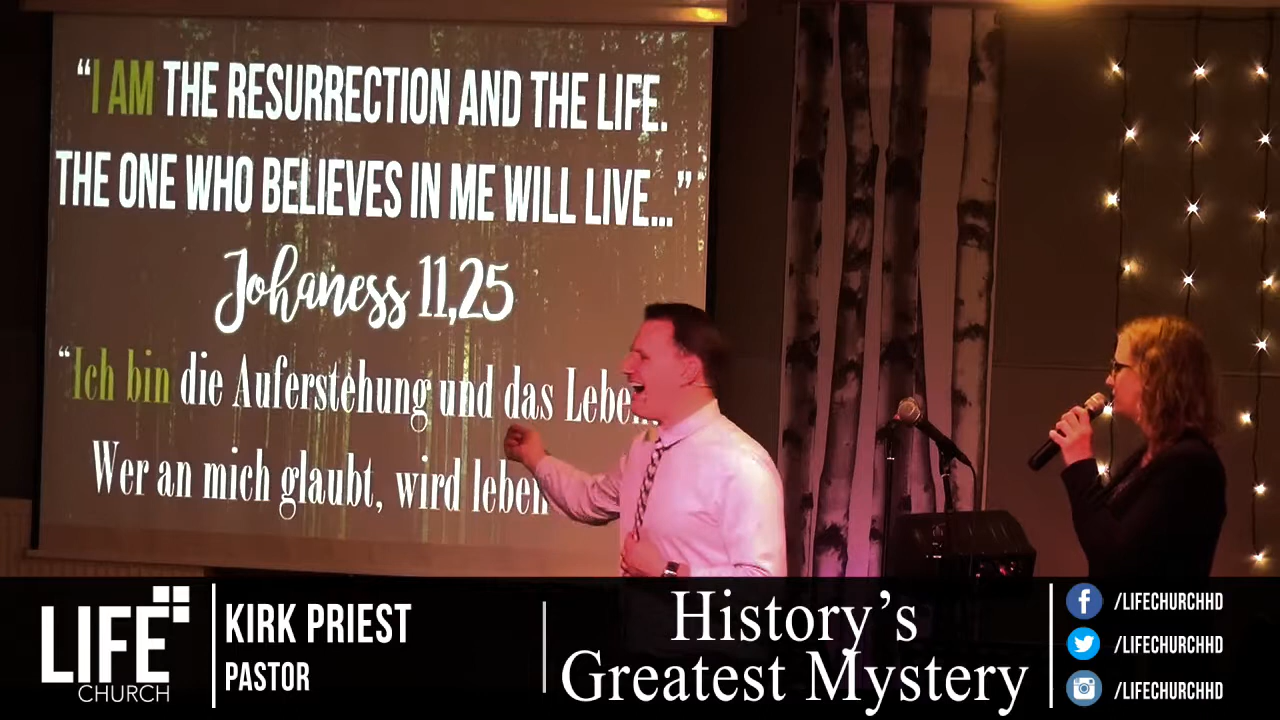 “I AM THE RESURRECTION AND THE LIFE.
THE ONE WHO BELIEVES IN ME WILL LIVE...”
Johaness 11,25
“Ich bin die Auferstehung und das Leben.
Wer an mich glaubt, wird leben
LIFE
CHURCH
KIRK PRIEST
PASTOR
History’s
Greatest Mystery
/LIFECHURCHHD
/LIFECHURCHHD
/LIFECHURCHHD